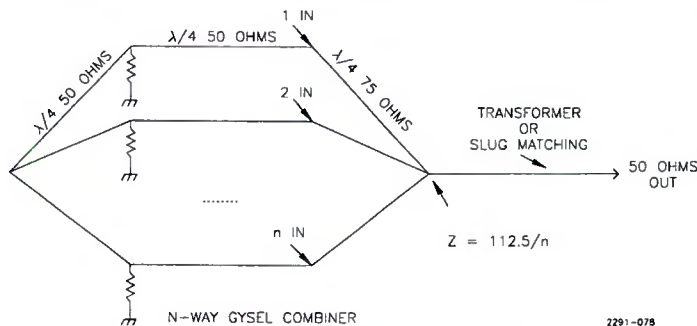 1 IN
λ/4 50 OHMS
λ/4 50 OHMS
λ/4 75 OHMS
2 IN
TRANSFORMER
OR
SLUG MATCHING
50 OHMS
OUT
........
n IN
Z = 112.5/n
N-WAY GYSEL COMBINER
2291-078